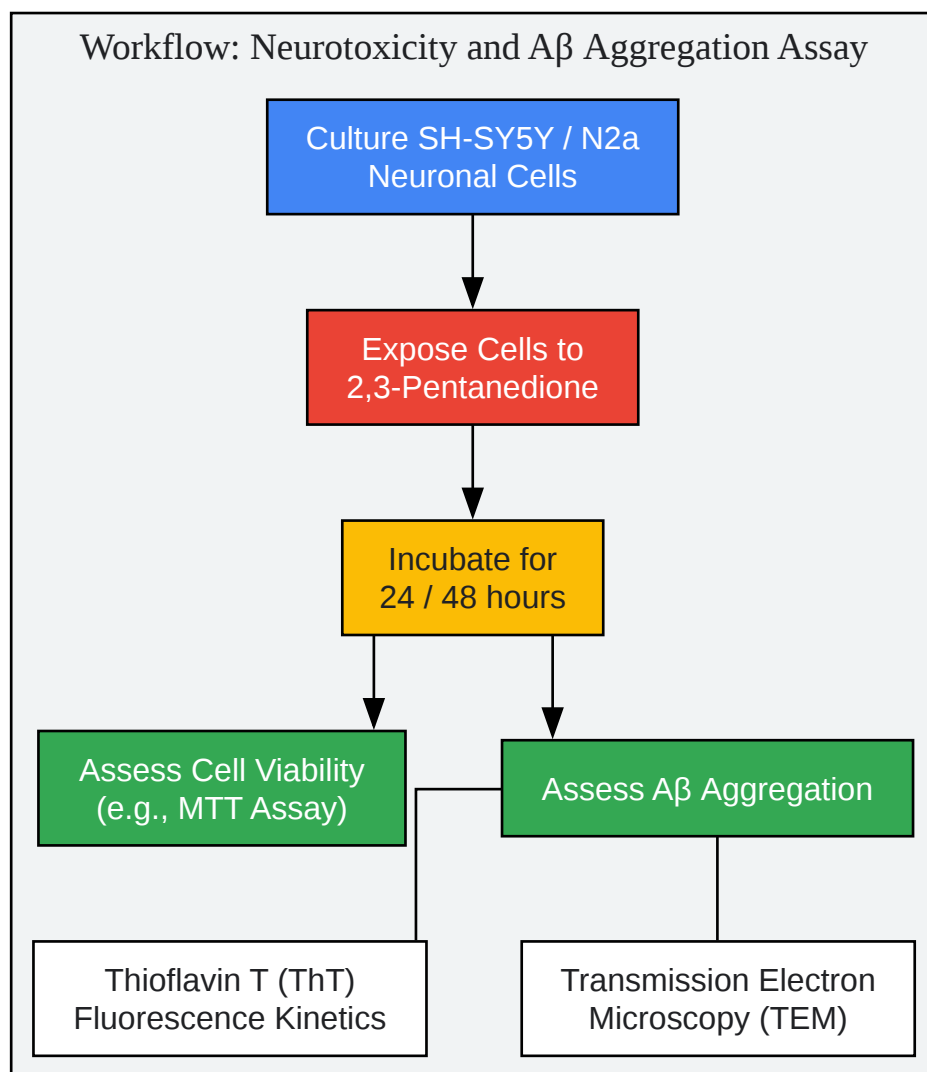 Workflow: Neurotoxicity and Aβ Aggregation Assay
Culture SH-SY5Y / N2a
Neuronal Cells
Expose Cells to
2,3-Pentanedione
Incubate for
24 / 48 hours
Assess Cell Viability
(e.g., MTT Assay)
Assess Aβ Aggregation
Thioflavin T (ThT)
Fluorescence Kinetics
Transmission Electron
Microscopy (TEM)